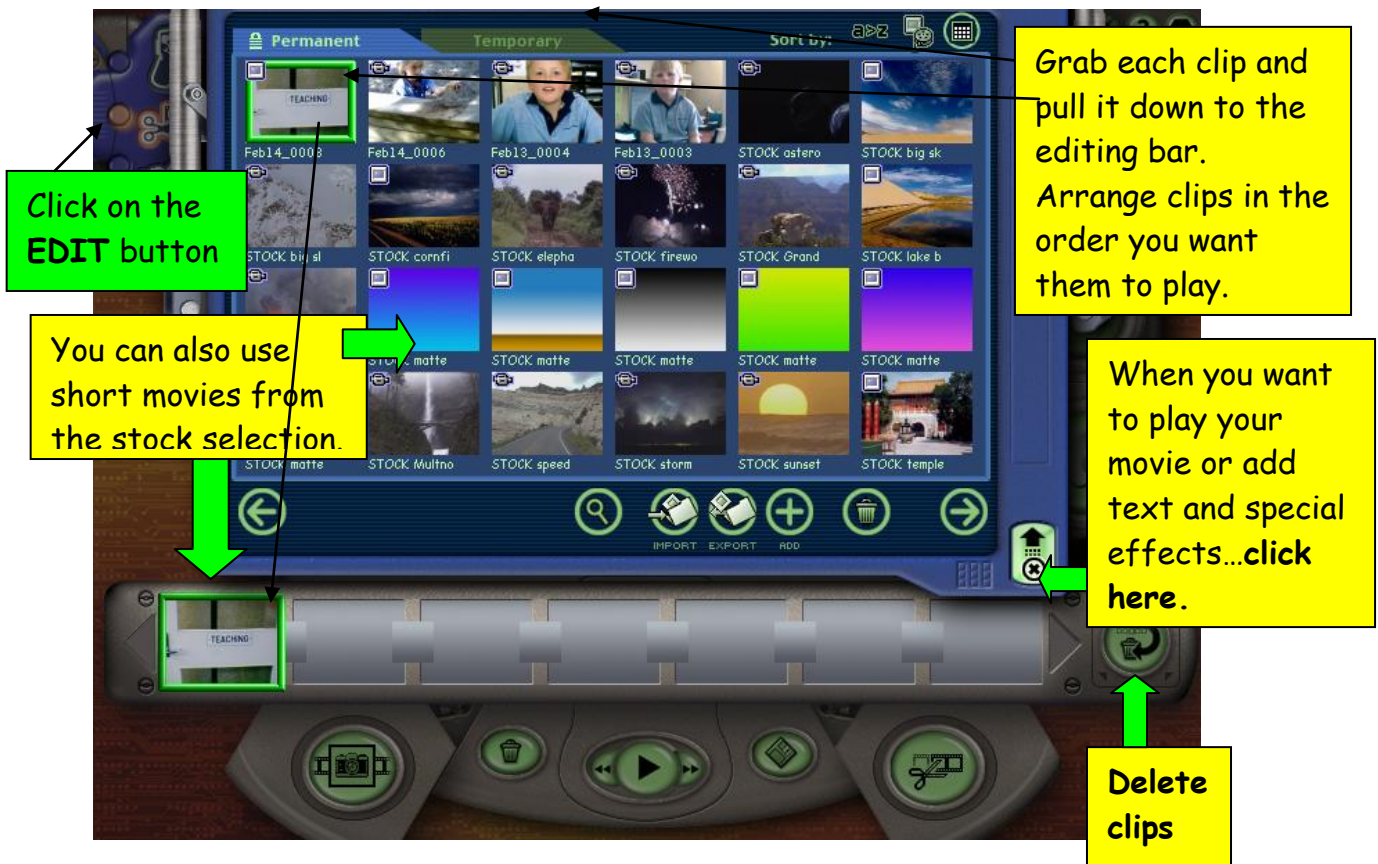 Permanent
Temporary
Sort by:
a>z
Grab each clip and
pull it down to the
editing bar.
Arrange clips in the
order you want
them to play.
TEACHING
Feb14_0008
Feb14_0006
Feb13_0004
Feb13_0003
STOCK astero
STOCK big sk
Click on the
EDIT button
STOCK big sl
STOCK cornfi
STOCK elepha
STOCK firewo
STOCK Grand
STOCK lake b
You can also use
short movies from
the stock selection.
STOCK matte
STOCK matte
STOCK matte
STOCK matte
STOCK matte
When you want
to play your
movie or add
text and special
effects…click
here.
STOCK matte
STOCK Multno
STOCK speed
STOCK storm
STOCK sunset
STOCK temple
IMPORT
EXPORT
ADD
TEACHING
Delete
clips